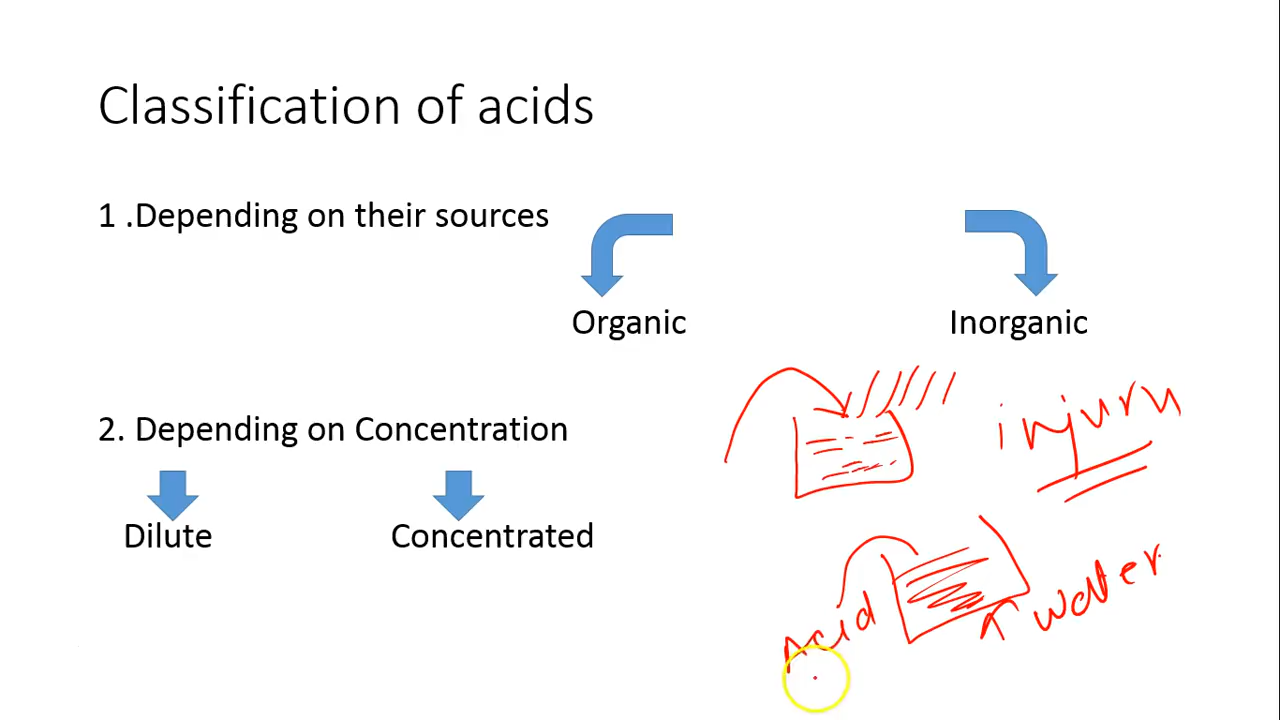 Classification of acids
1 .Depending on their sources
Organic
Inorganic
injury
2. Depending on Concentration
Dilute
Concentrated
water
Acid